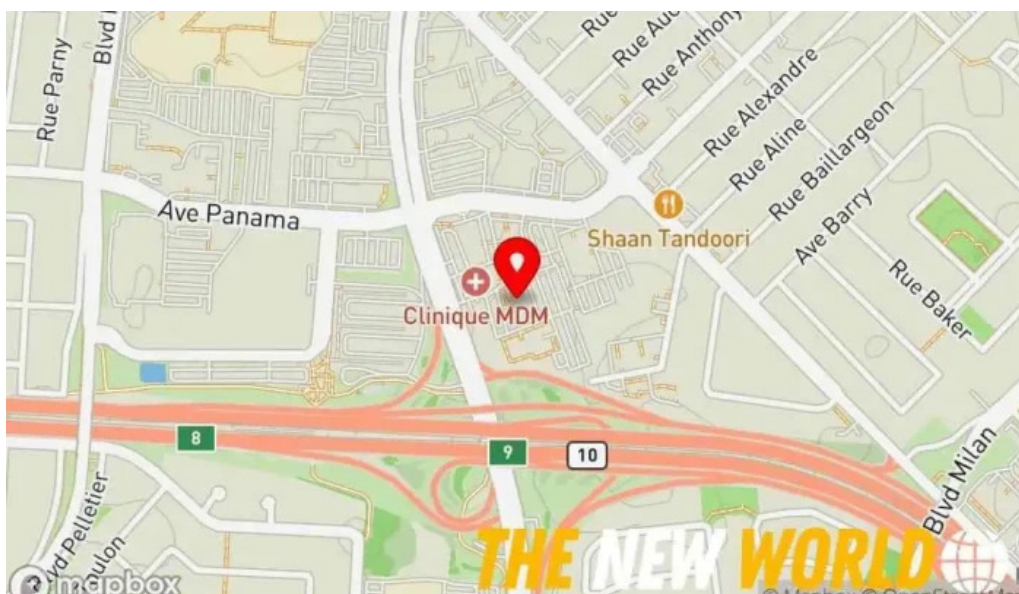 Rue Parny
Blvd
Rue Anthony
Rue Alexandre
Rue Aline
Rue Baillargeon
Ave Barry
Rue Baker
Ave Panama
Shaan Tandoori
Clinique MDM
8
9
10
Blvd Milan
Blvd Pelletier
THE NEW WORLD
mapbox